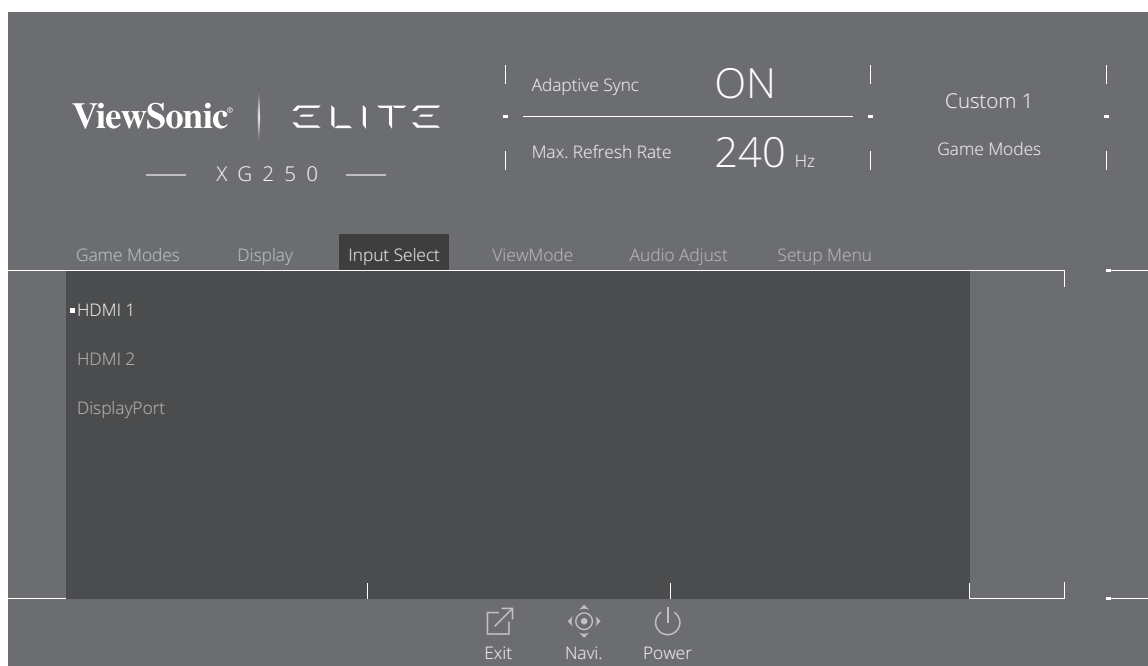 ViewSonic® ELITE
XG250
Adaptive Sync ON
Max. Refresh Rate 240 Hz
Custom 1
Game Modes
Game Modes Display Input Select ViewMode Audio Adjust Setup Menu
HDMI 1
HDMI 2
DisplayPort
Exit Navi. Power